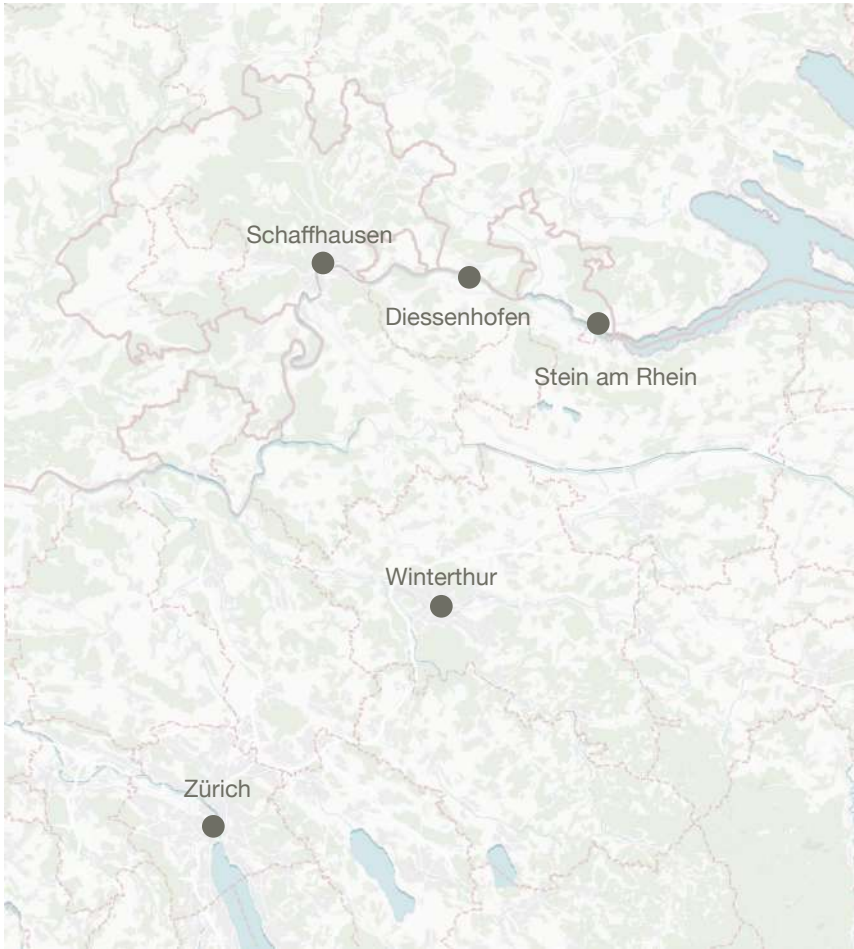 Schaffhausen
Diessenhofen
Stein am Rhein
Winterthur
Zürich